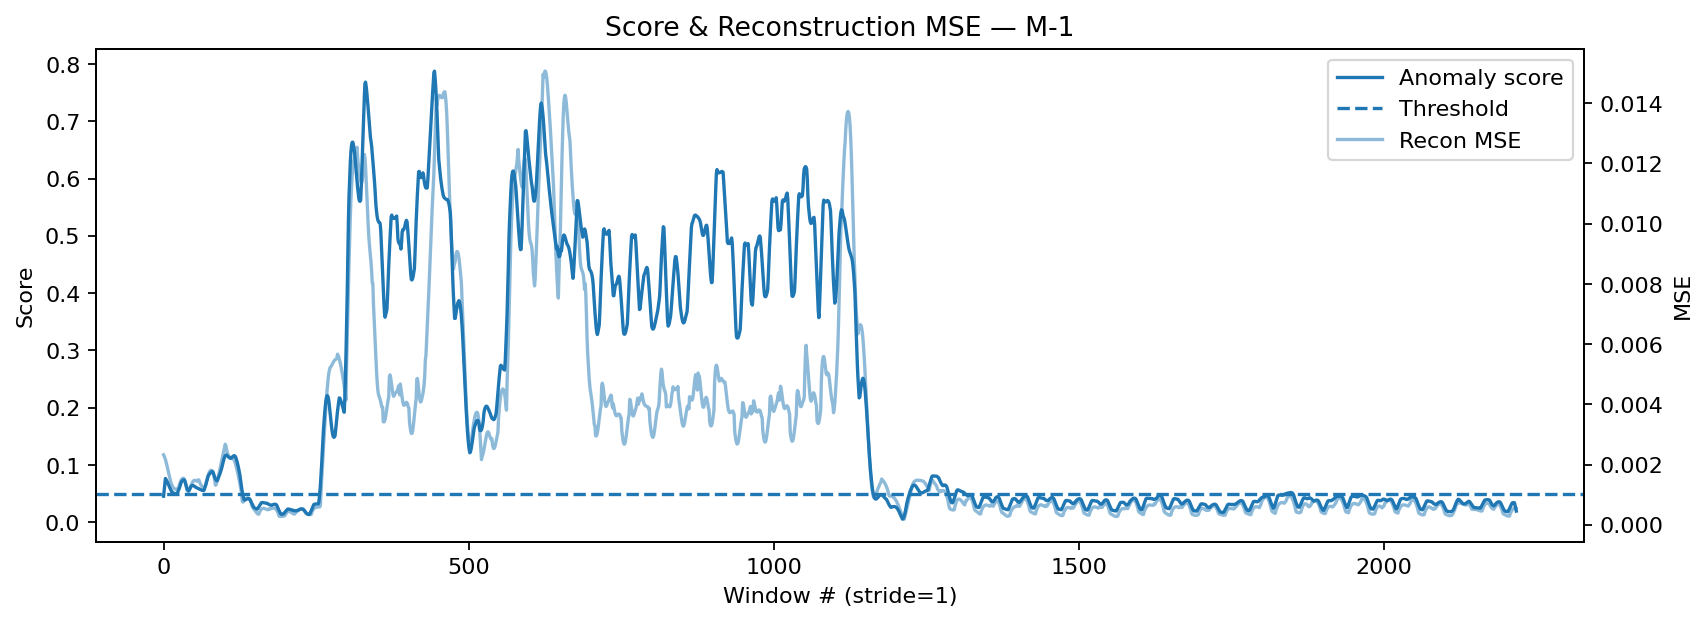 Score & Reconstruction MSE — M-1
Anomaly score
Threshold
Recon MSE
Score
0.8
0.7
0.6
0.5
0.4
0.3
0.2
0.1
0.0
MSE
0.014
0.012
0.010
0.008
0.006
0.004
0.002
0.000
0 500 1000 1500 2000
Window # (stride=1)